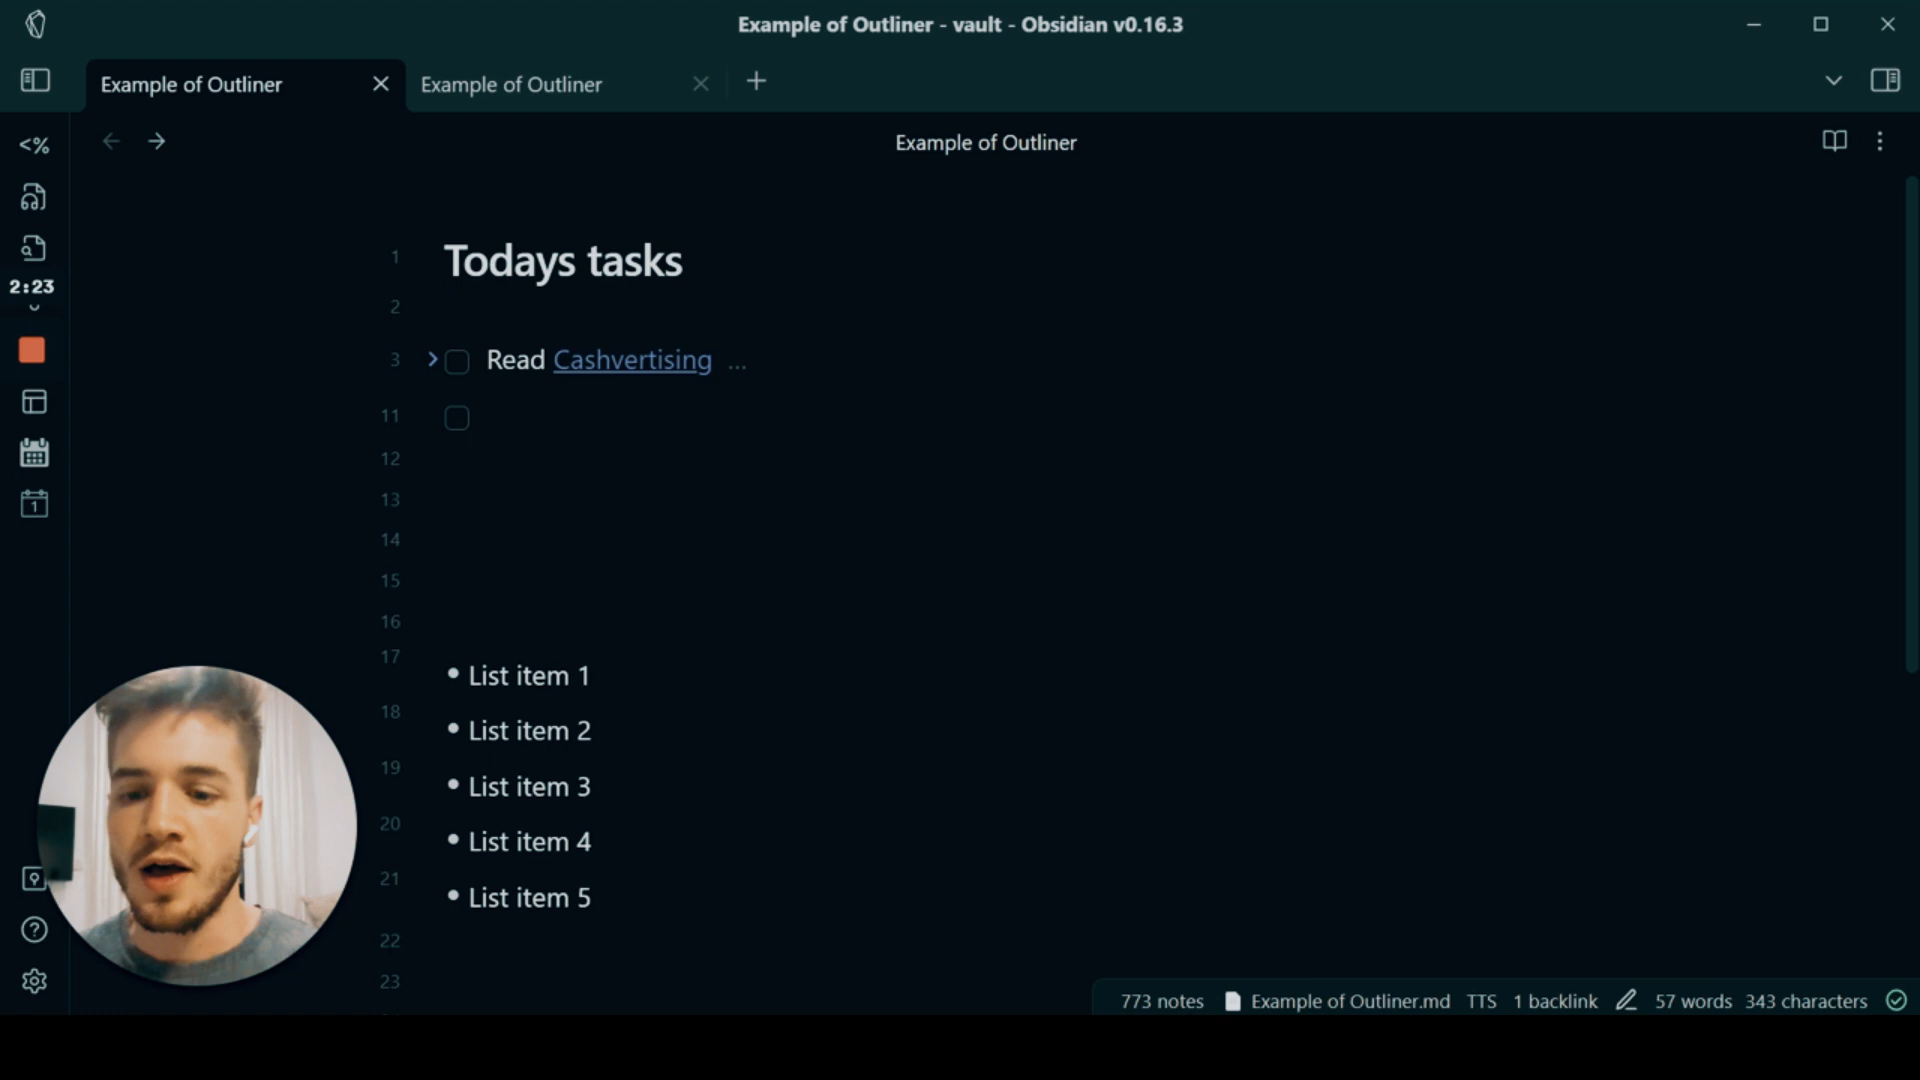 Example of Outliner - vault - Obsidian v0.16.3
Example of Outliner
Example of Outliner
<%
Example of Outliner
2:23
1
1 Todays tasks
2
3 Read Cashvertising ...
11
12
13
14
15
16
17 • List item 1
18 • List item 2
19 • List item 3
20 • List item 4
21 • List item 5
22
23
773 notes Example of Outliner.md TTS 1 backlink 57 words 343 characters